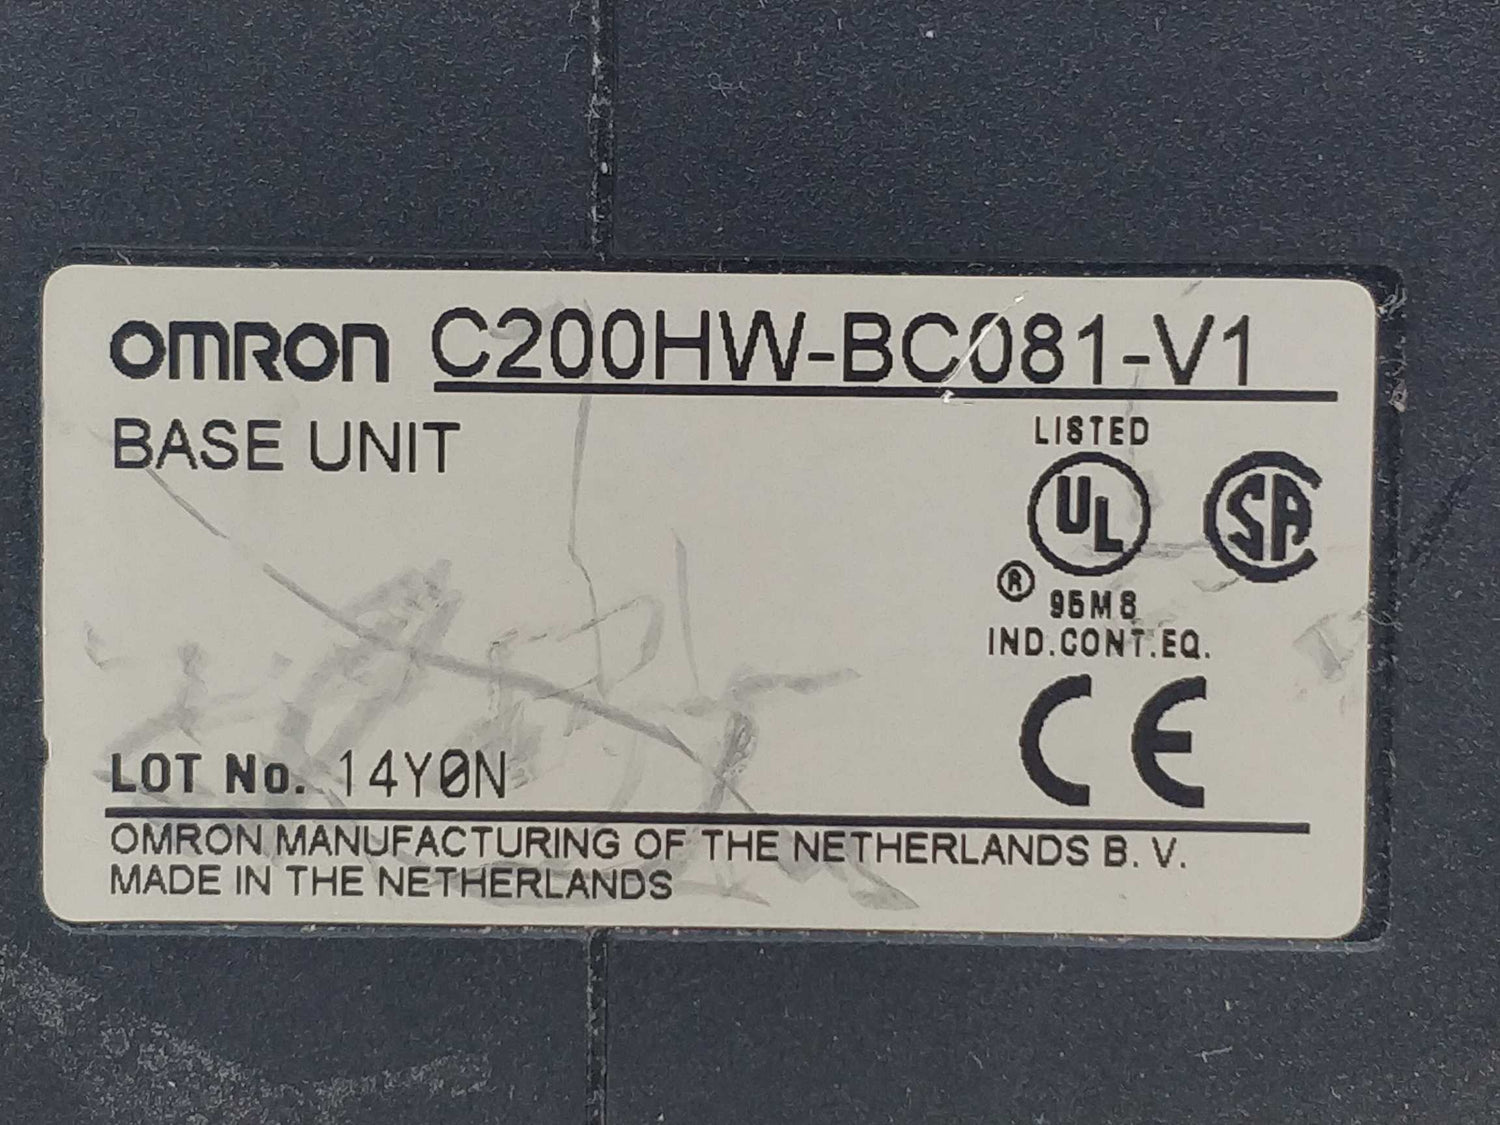 OMRON C200HW-BC081-V1
BASE UNIT
LISTED
UL
SA
®
95M8
IND.CONT.EQ.
CE
LOT No. 14Y0N
OMRON MANUFACTURING OF THE NETHERLANDS B. V.
MADE IN THE NETHERLANDS